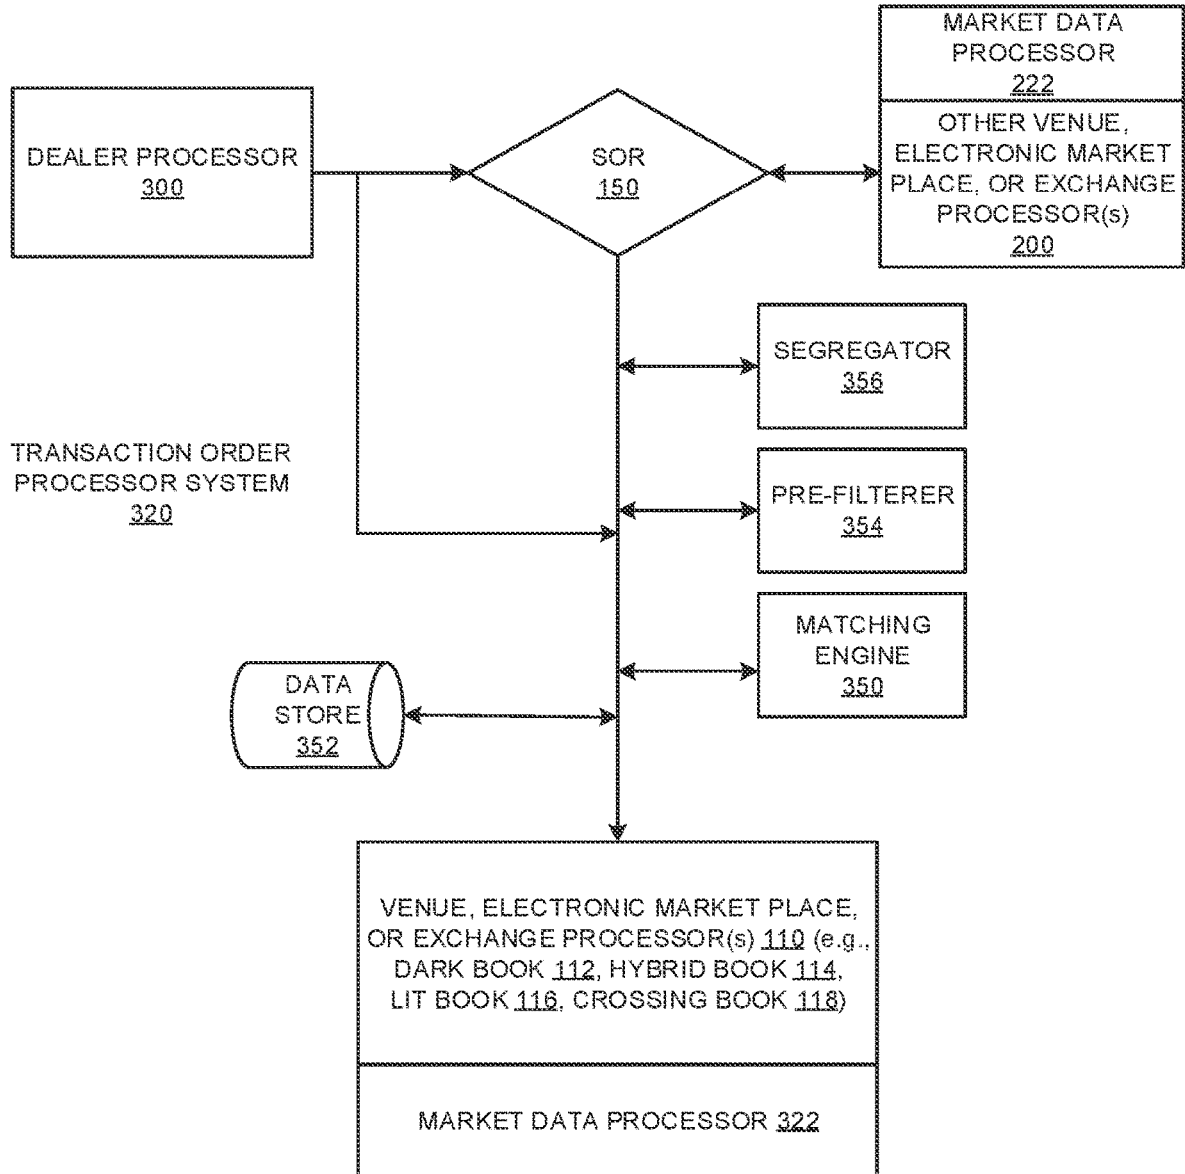 MARKET DATA
PROCESSOR
222
OTHER VENUE,
ELECTRONIC MARKET
PLACE, OR EXCHANGE
PROCESSOR(s)
200
DEALER PROCESSOR
300
SOR
150
SEGREGATOR
356
TRANSACTION ORDER
PROCESSOR SYSTEM
320
PRE-FILTERER
354
MATCHING
ENGINE
350
DATA
STORE
352
VENUE, ELECTRONIC MARKET PLACE,
OR EXCHANGE PROCESSOR(s) 110 (e.g.,
DARK BOOK 112, HYBRID BOOK 114,
LIT BOOK 116, CROSSING BOOK 118)
MARKET DATA PROCESSOR 322